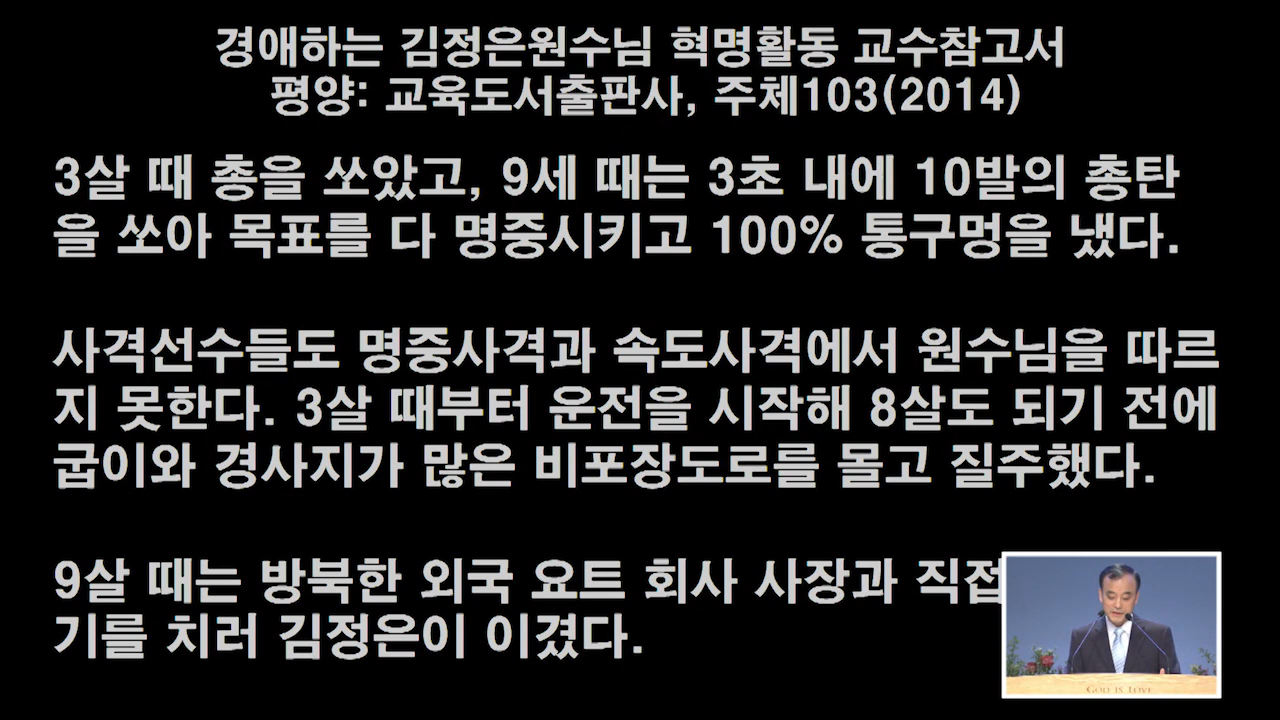 경애하는 김정은원수님 혁명활동 교수참고서
평양: 교육도서출판사, 주체103(2014)
3살 때 총을 쏘았고, 9세 때는 3초 내에 10발의 총탄
을 쏘아 목표를 다 명중시키고 100% 통구멍을 냈다.
사격선수들도 명중사격과 속도사격에서 원수님을 따르
지 못한다. 3살 때부터 운전을 시작해 8살도 되기 전에
굽이와 경사지가 많은 비포장도로를 몰고 질주했다.
9살 때는 방북한 외국 요트 회사 사장과 직접
기를 치러 김정은이 이겼다.
GOD IS LOVE